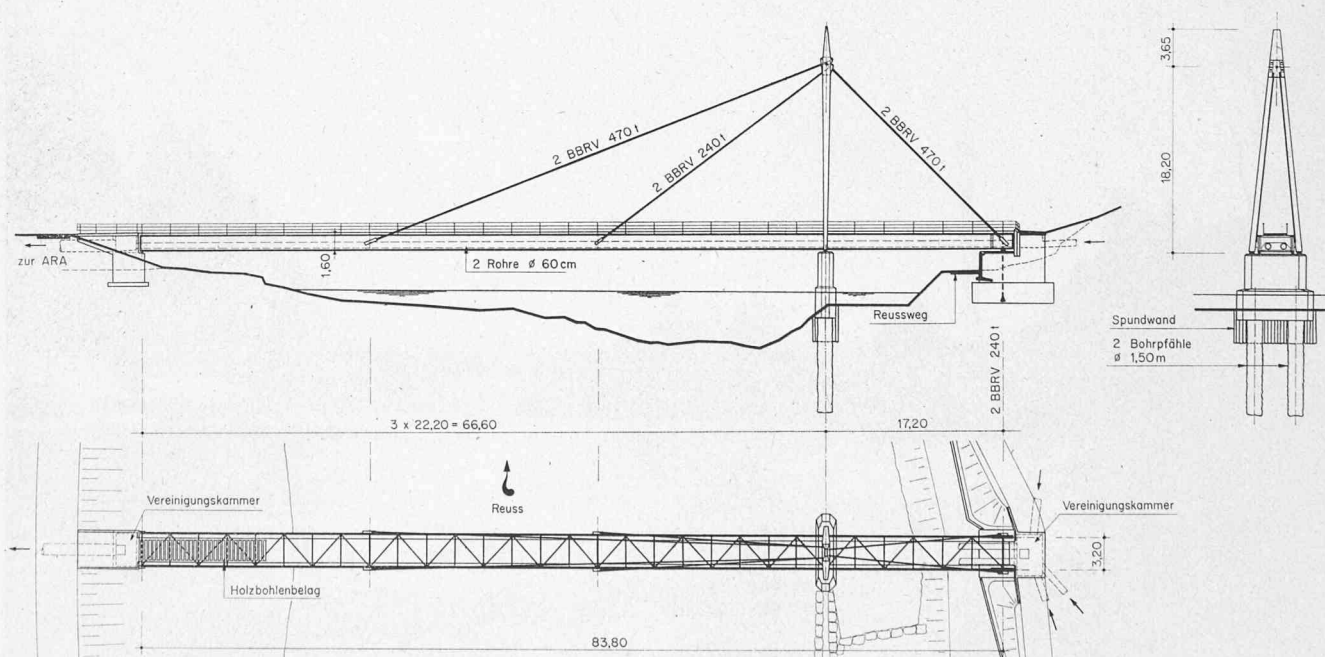 3,65
18,20
2 BBRV 470 t
2 BBRV 240 t
2 BBRV 470 t
zur ARA
1,60
2 Rohre ø 60 cm
Reussweg
Spundwand
2 Bohrpfähle
ø 1,50 m
2 BBRV 240 t
3 x 22,20 = 66,60
17,20
Vereinigungskammer
Reuss
Vereinigungskammer
3,20
Holzbohlenbelag
83,80